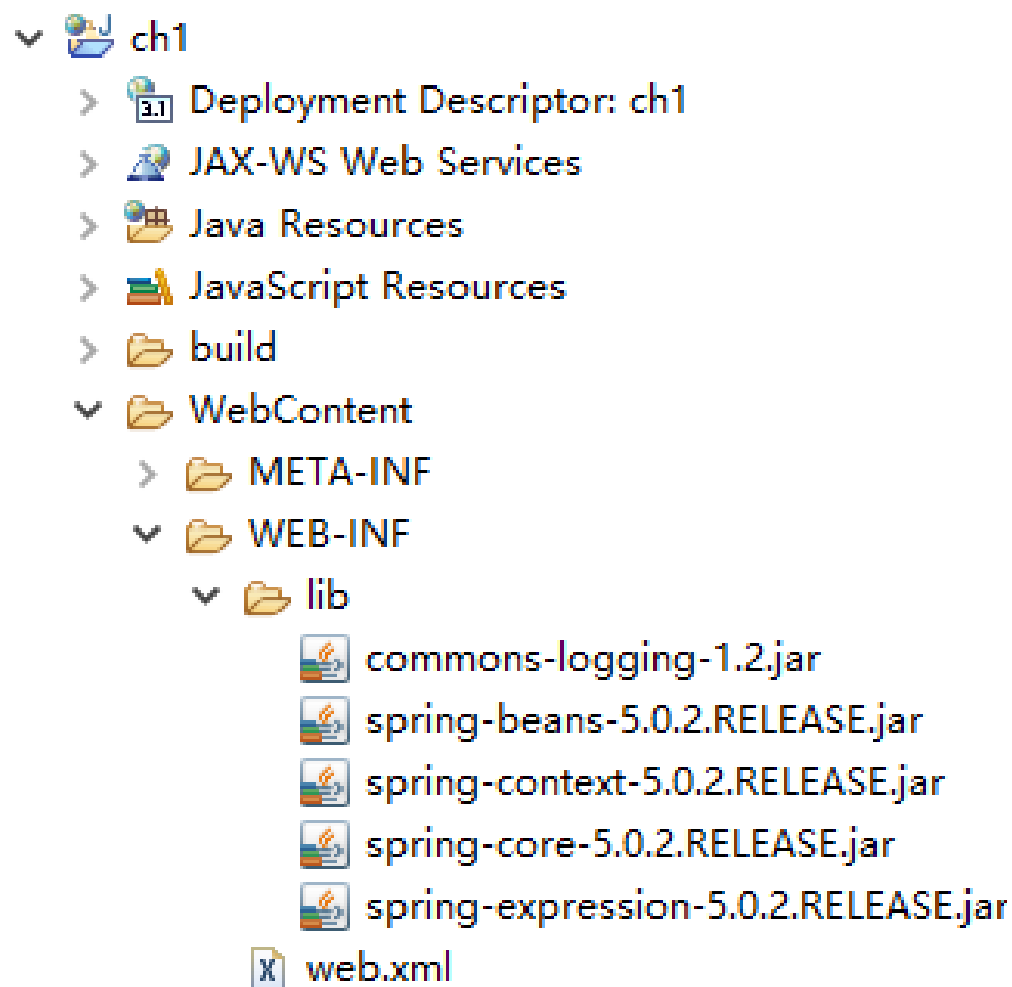 ch1
3.1 Deployment Descriptor: ch1
JAX-WS Web Services
Java Resources
JavaScript Resources
build
WebContent
META-INF
WEB-INF
lib
commons-logging-1.2.jar
spring-beans-5.0.2.RELEASE.jar
spring-context-5.0.2.RELEASE.jar
spring-core-5.0.2.RELEASE.jar
spring-expression-5.0.2.RELEASE.jar
X web.xml